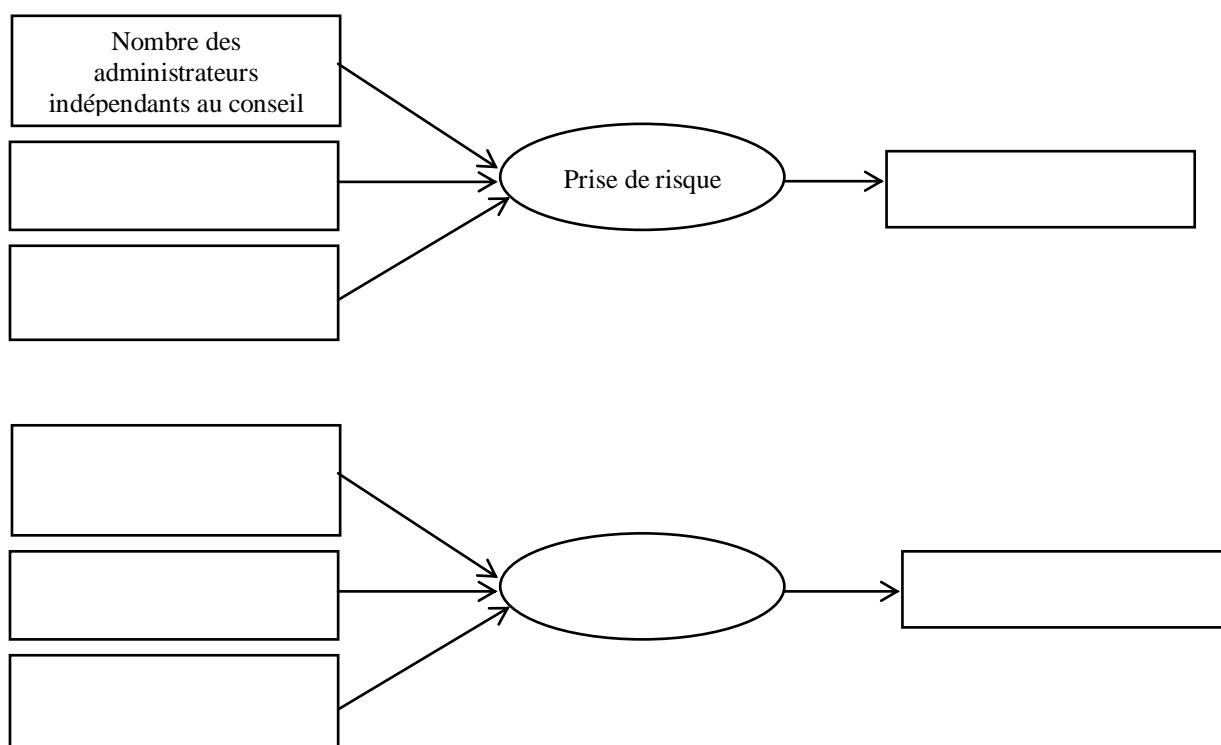 Nombre des
administrateurs
indépendants au conseil
Prise de risque